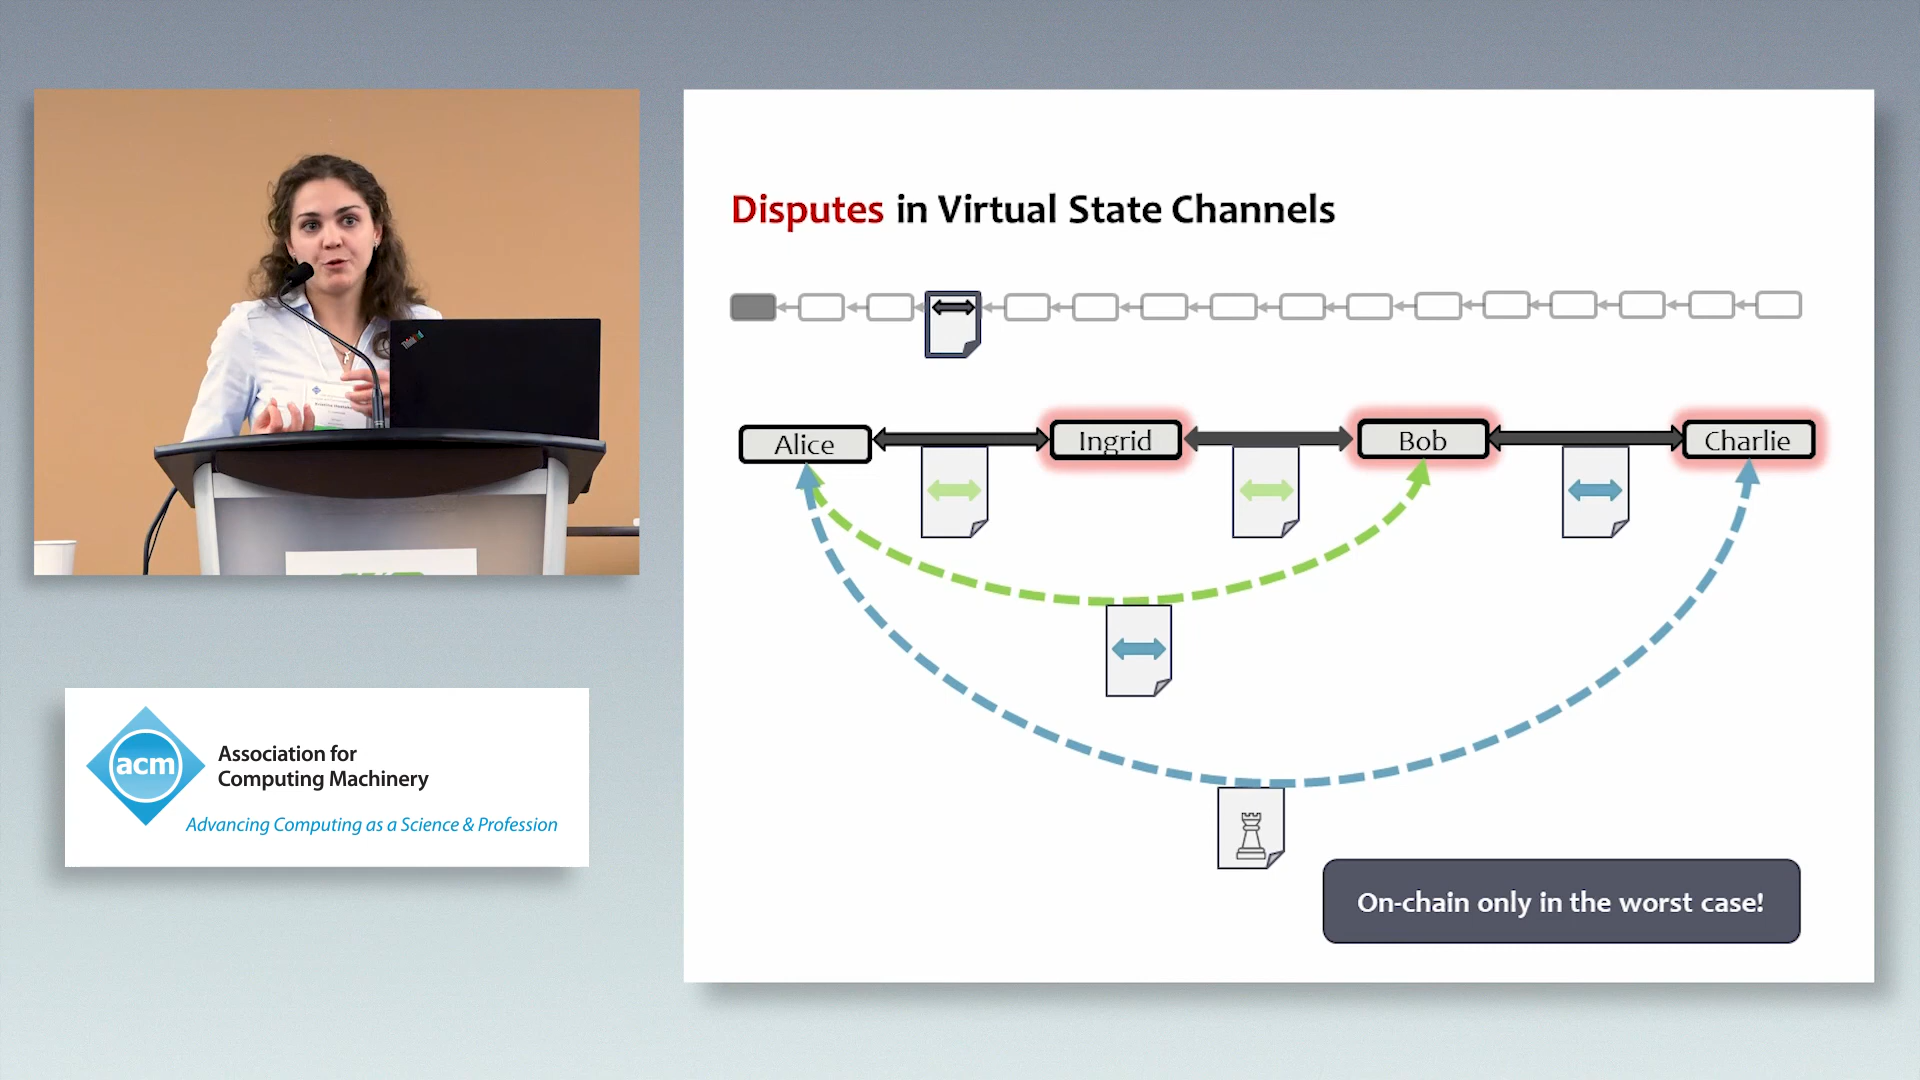 Disputes in Virtual State Channels
Alice
Ingrid
Bob
Charlie
On-chain only in the worst case!
ThinkPad
acm
Association for
Computing Machinery
Advancing Computing as a Science & Profession